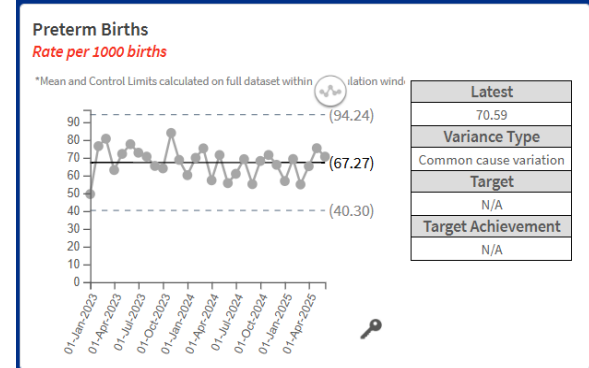 Preterm Births
Rate per 1000 births
*Mean and Control Limits calculated on full dataset within
Latest
70.59
Variance Type
Common cause variation
Target
N/A
Target Achievement
N/A
(94.24)
(67.27)
(40.30)
90
80
70
60
50
40
30
20
10
0
01-Jan-2023
01-Apr-2023
01-Jul-2023
01-Oct-2023
01-Jan-2024
01-Apr-2024
01-Jul-2024
01-Oct-2024
01-Jan-2025
01-Apr-2025